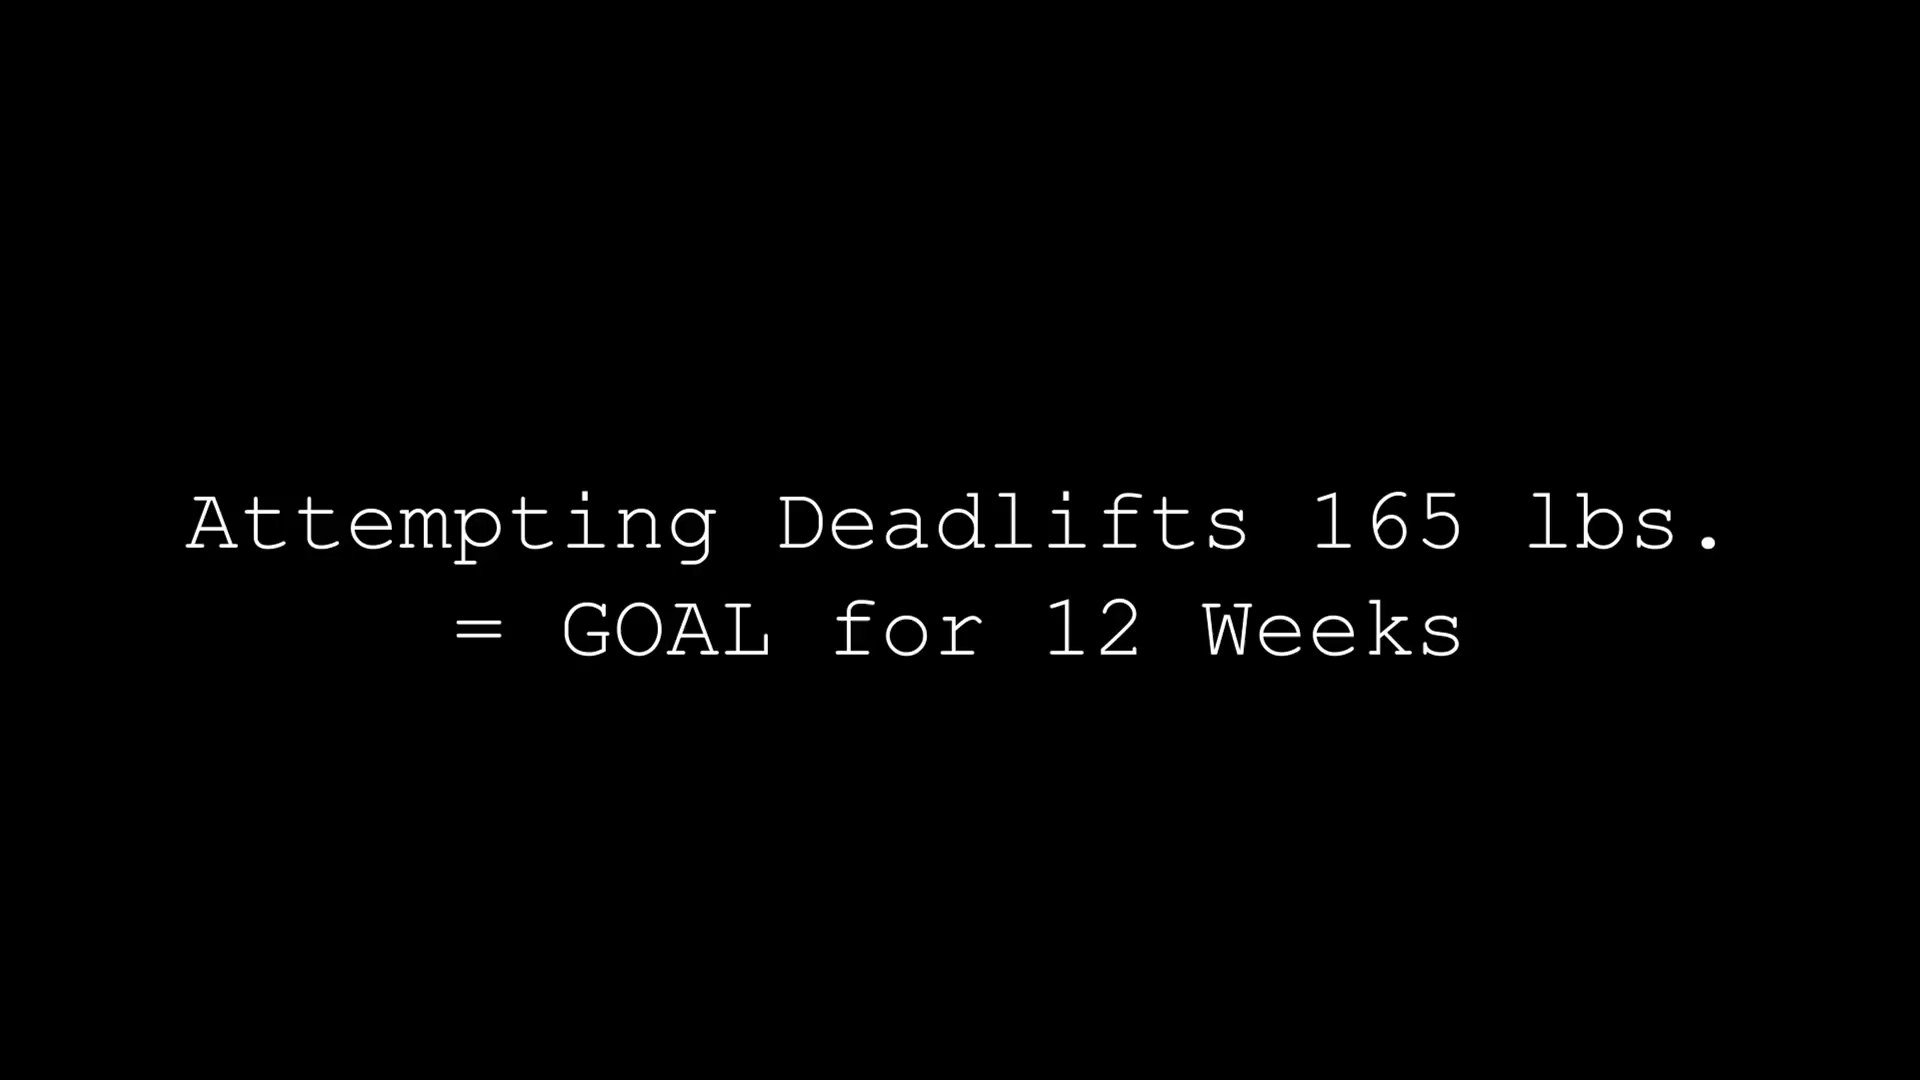 Attempting Deadlifts 165 lbs.
= GOAL for 12 Weeks